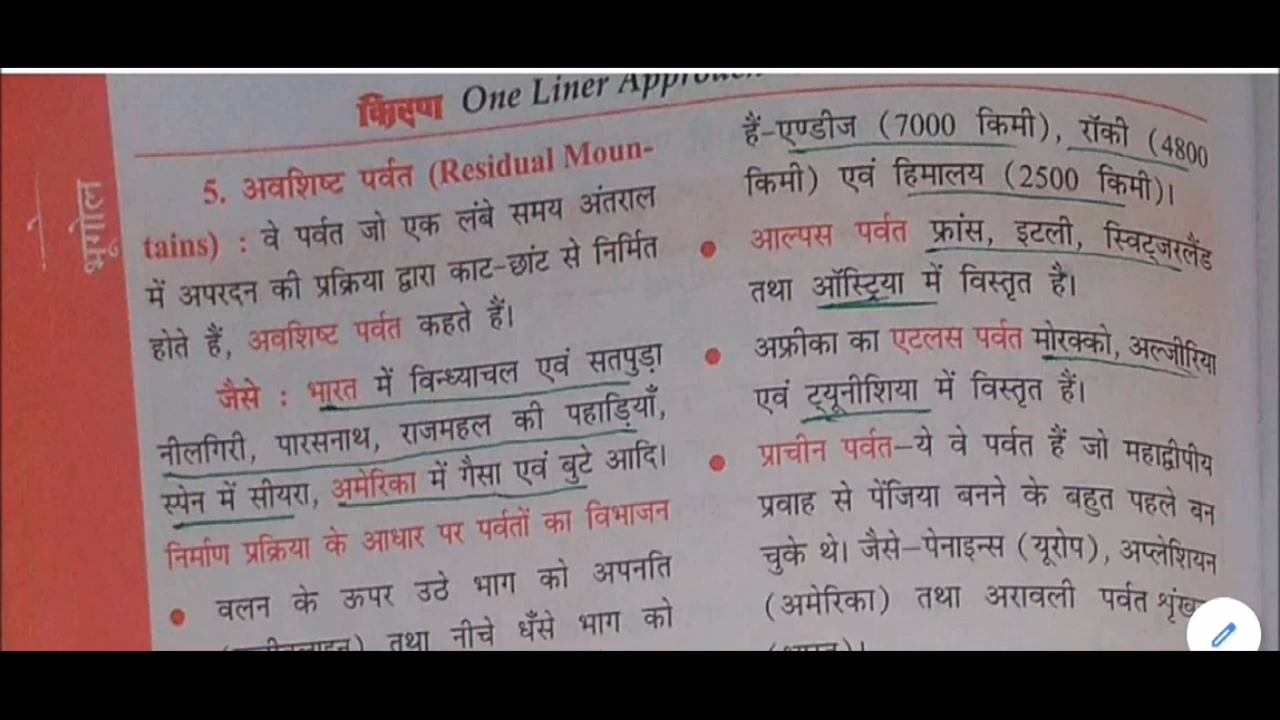 भूगोल
किरण One Liner Approach
5. अवशिष्ट पर्वत (Residual Moun-
tains) : वे पर्वत जो एक लंबे समय अंतराल
में अपरदन की प्रक्रिया द्वारा काट-छांट से निर्मित
होते हैं, अवशिष्ट पर्वत कहते हैं।
जैसे : भारत में विन्ध्याचल एवं सतपुड़ा
नीलगिरी, पारसनाथ, राजमहल की पहाड़ियाँ,
स्पेन में सीयरा, अमेरिका में गैसा एवं बुटे आदि।
निर्माण प्रक्रिया के आधार पर पर्वतों का विभाजन
● वलन के ऊपर उठे भाग को अपनति
तथा नीचे धँसे भाग को
हैं-एण्डीज (7000 किमी), रॉकी (4800
किमी) एवं हिमालय (2500 किमी)।
● आल्पस पर्वत फ्रांस, इटली, स्विट्जरलैंड
तथा ऑस्ट्रिया में विस्तृत है।
● अफ्रीका का एटलस पर्वत मोरक्को, अल्जीरिया
एवं ट्यूनीशिया में विस्तृत हैं।
● प्राचीन पर्वत-ये वे पर्वत हैं जो महाद्वीपीय
प्रवाह से पेंजिया बनने के बहुत पहले बन
चुके थे। जैसे-पेनाइन्स (यूरोप), अप्लेशियन
(अमेरिका) तथा अरावली पर्वत